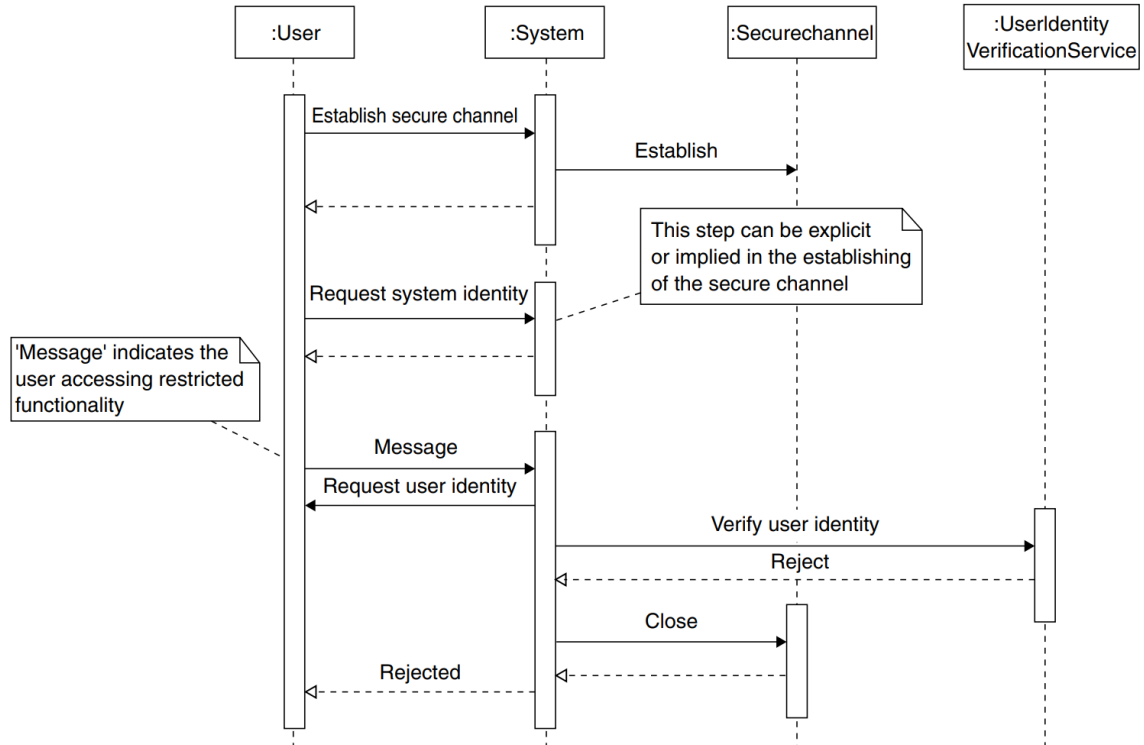 :User
:System
:Securechannel
:UserIdentity
VerificationService
Establish secure channel
Establish
This step can be explicit
or implied in the establishing
of the secure channel
Request system identity
'Message' indicates the
user accessing restricted
functionality
Message
Request user identity
Verify user identity
Reject
Close
Rejected